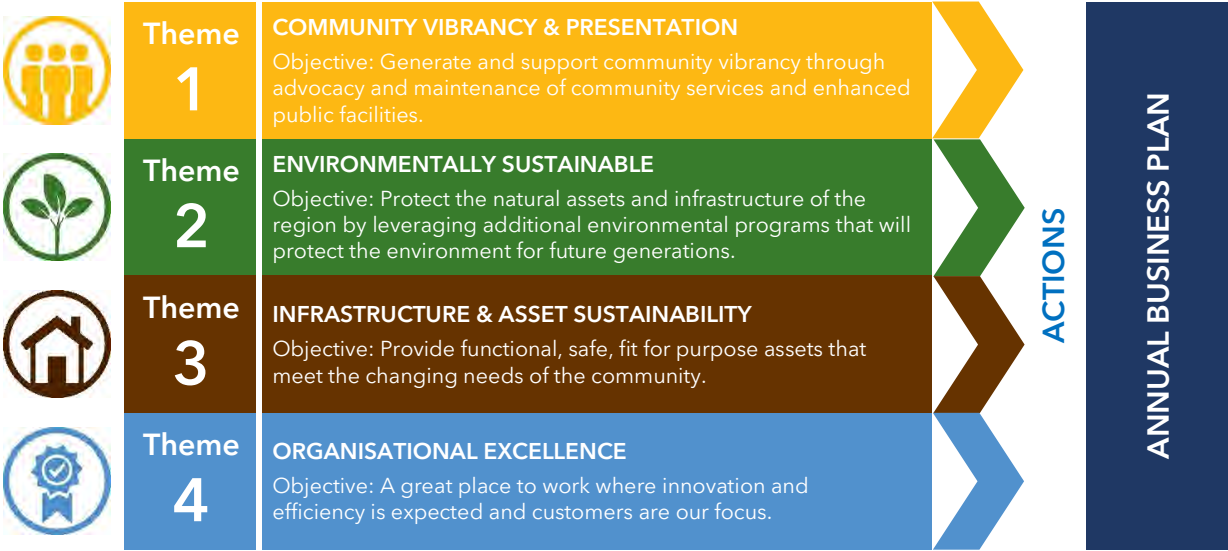 Theme
1
COMMUNITY VIBRANCY & PRESENTATION
Objective: Generate and support community vibrancy through
advocacy and maintenance of community services and enhanced
public facilities.
Theme
2
ENVIRONMENTALLY SUSTAINABLE
Objective: Protect the natural assets and infrastructure of the
region by leveraging additional environmental programs that will
protect the environment for future generations.
Theme
3
INFRASTRUCTURE & ASSET SUSTAINABILITY
Objective: Provide functional, safe, fit for purpose assets that
meet the changing needs of the community.
Theme
4
ORGANISATIONAL EXCELLENCE
Objective: A great place to work where innovation and
efficiency is expected and customers are our focus.
ACTIONS
ANNUAL BUSINESS PLAN